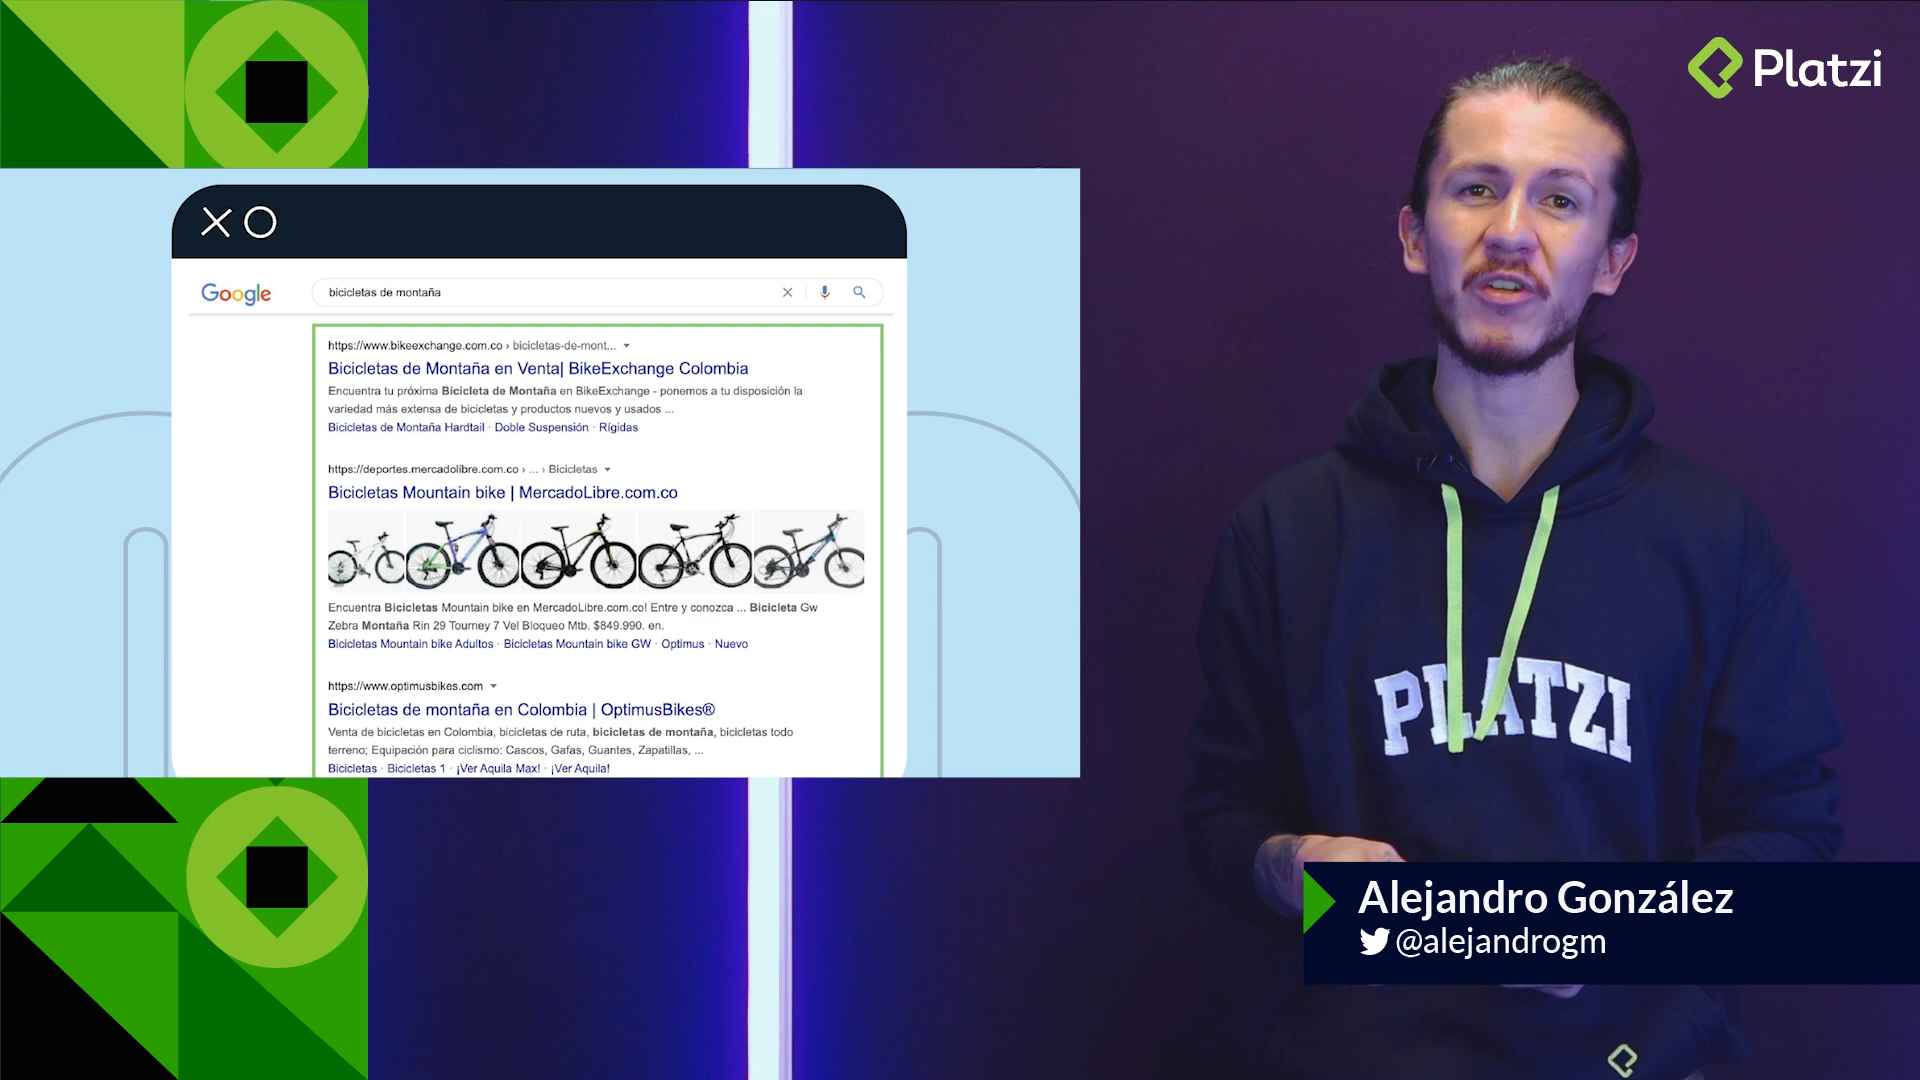 Platzi
Google
bicicletas de montaña
https://www.bikeexchange.com.co › bicicletas-de-mont...
Bicicletas de Montaña en Venta| BikeExchange Colombia
Encuentra tu próxima Bicicleta de Montaña en BikeExchange - ponemos a tu disposición la
variedad más extensa de bicicletas y productos nuevos y usados ...
Bicicletas de Montaña Hardtail · Doble Suspensión · Rígidas
https://deportes.mercadolibre.com.co › ... › Bicicletas
Bicicletas Mountain bike | MercadoLibre.com.co
Encuentra Bicicletas Mountain bike en MercadoLibre.com.co! Entre y conozca ... Bicicleta Gw
Zebra Montaña Rin 29 Tourney 7 Vel Bloqueo Mtb. $849.990. en.
Bicicletas Mountain bike Adultos · Bicicletas Mountain bike GW · Optimus · Nuevo
https://www.optimusbikes.com
Bicicletas de montaña en Colombia | OptimusBikes®
Venta de bicicletas en Colombia, bicicletas de ruta, bicicletas de montaña, bicicletas todo
terreno; Equipación para ciclismo: Cascos, Gafas, Guantes, Zapatillas, ...
Bicicletas · Bicicletas 1 · ¡Ver Aquila Max! · ¡Ver Aquila!
PLATZI
Alejandro González
@alejandrogm